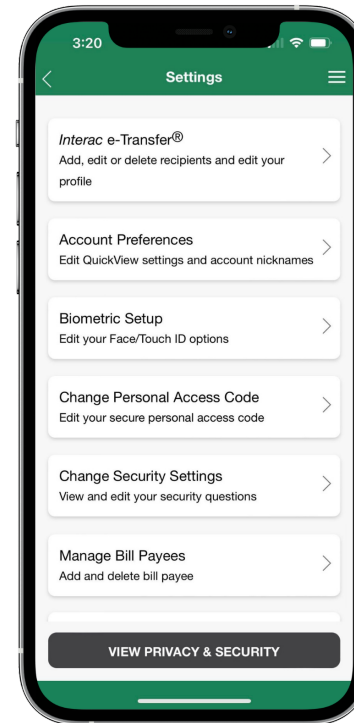 3:20
Settings
Interac e-Transfer®
Add, edit or delete recipients and edit your
profile
Account Preferences
Edit QuickView settings and account nicknames
Biometric Setup
Edit your Face/Touch ID options
Change Personal Access Code
Edit your secure personal access code
Change Security Settings
View and edit your security questions
Manage Bill Payees
Add and delete bill payee
VIEW PRIVACY & SECURITY